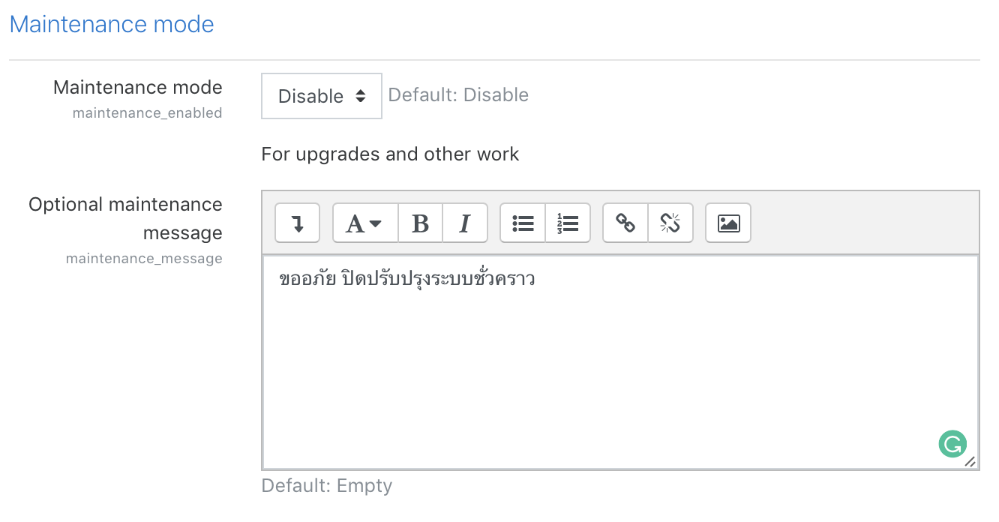 Maintenance mode
Maintenance mode
maintenance_enabled
Disable
Default: Disable
For upgrades and other work
Optional maintenance
message
maintenance_message
ขออภัย ปิดปรับปรุงระบบชั่วคราว
Default: Empty